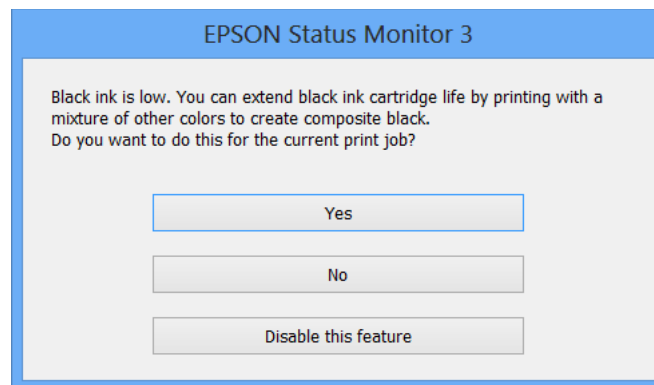 EPSON Status Monitor 3
Black ink is low. You can extend black ink cartridge life by printing with a
mixture of other colors to create composite black.
Do you want to do this for the current print job?
Yes
No
Disable this feature